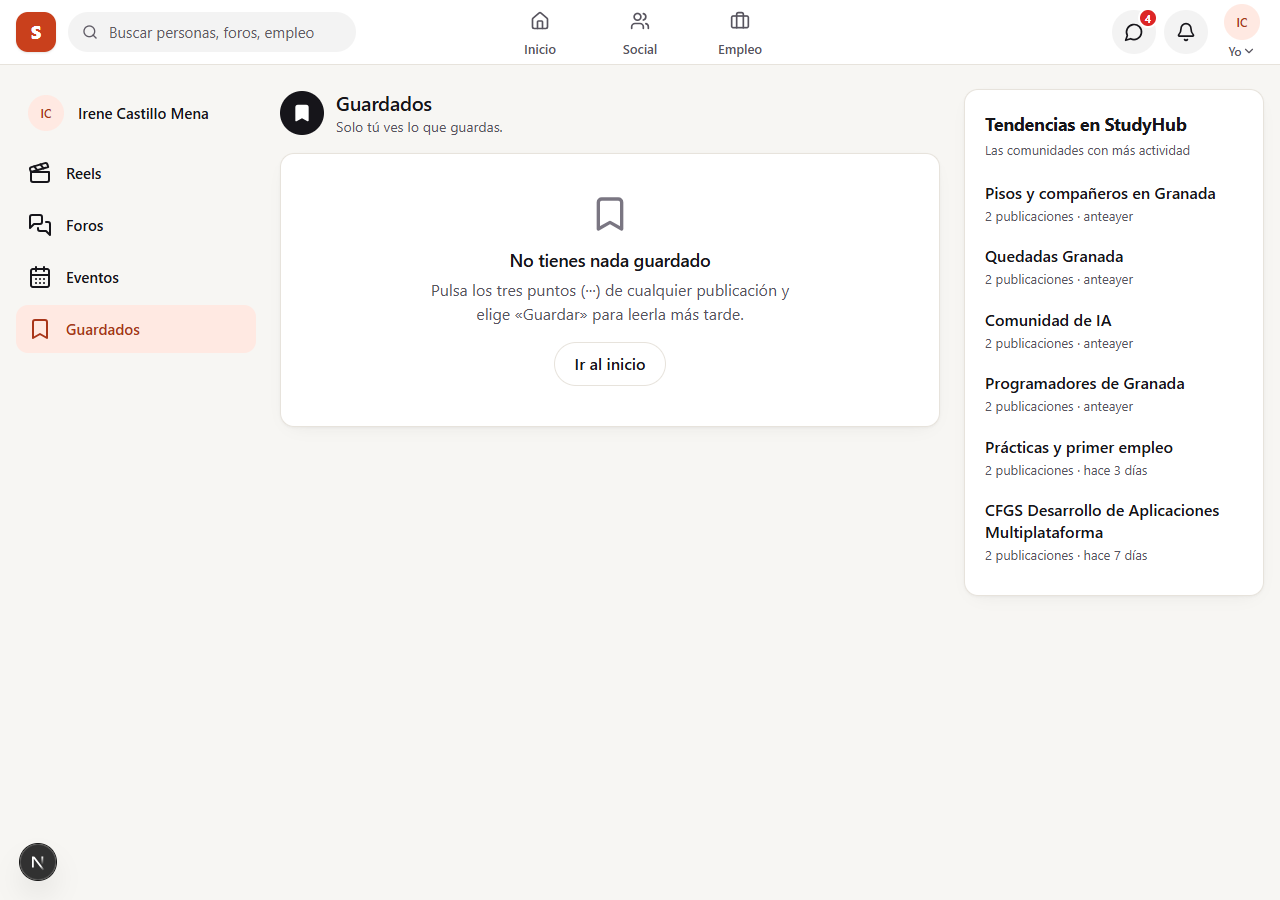 S
Buscar personas, foros, empleo
Inicio
Social
Empleo
4
IC
Yo
IC
Irene Castillo Mena
Reels
Foros
Eventos
Guardados
Guardados
Solo tú ves lo que guardas.
No tienes nada guardado
Pulsa los tres puntos (···) de cualquier publicación y
elige «Guardar» para leerla más tarde.
Ir al inicio
Tendencias en StudyHub
Las comunidades con más actividad
Pisos y compañeros en Granada
2 publicaciones · anteayer
Quedadas Granada
2 publicaciones · anteayer
Comunidad de IA
2 publicaciones · anteayer
Programadores de Granada
2 publicaciones · anteayer
Prácticas y primer empleo
2 publicaciones · hace 3 días
CFGS Desarrollo de Aplicaciones
Multiplataforma
2 publicaciones · hace 7 días
N